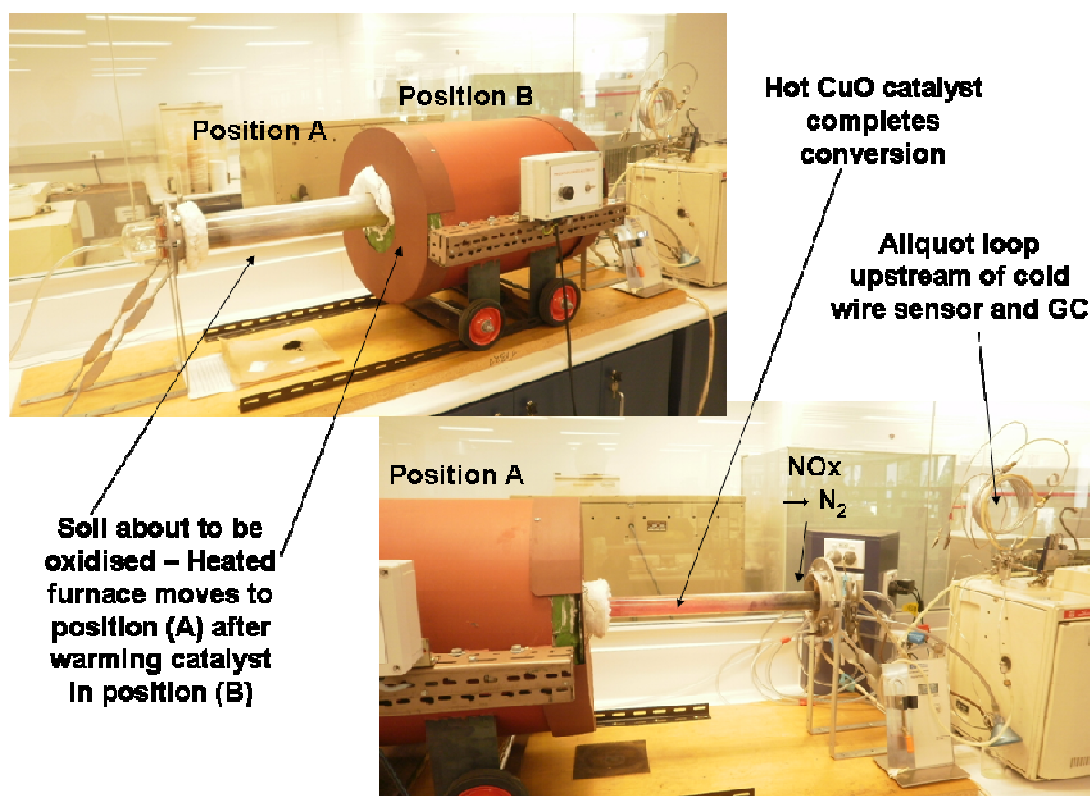 Position A
Position B
Hot CuO catalyst
completes
conversion
Aliquot loop
upstream of cold
wire sensor and GC
Position A
NOx
→ N₂
Soil about to be
oxidised – Heated
furnace moves to
position (A) after
warming catalyst
in position (B)